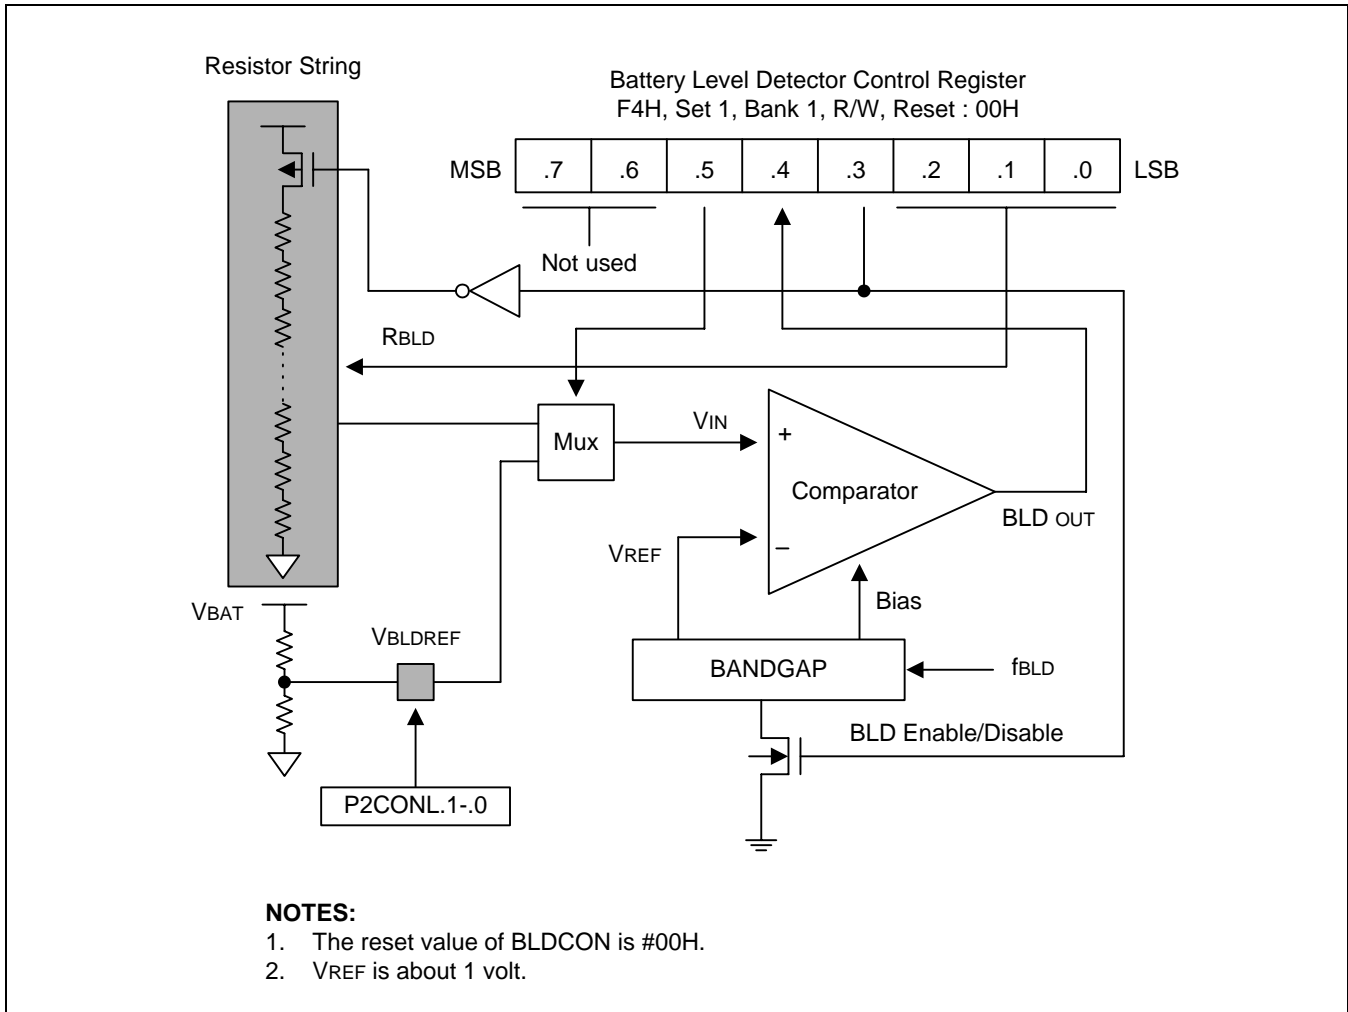 Resistor String
Battery Level Detector Control Register
F4H, Set 1, Bank 1, R/W, Reset : 00H
MSB .7 .6 .5 .4 .3 .2 .1 .0 LSB
Not used
RBLD
Mux
VIN
+
Comparator
−
BLD OUT
VREF
Bias
VBAT
VBLDREF
BANDGAP
fBLD
BLD Enable/Disable
P2CONL.1-.0
NOTES:
1. The reset value of BLDCON is #00H.
2. VREF is about 1 volt.